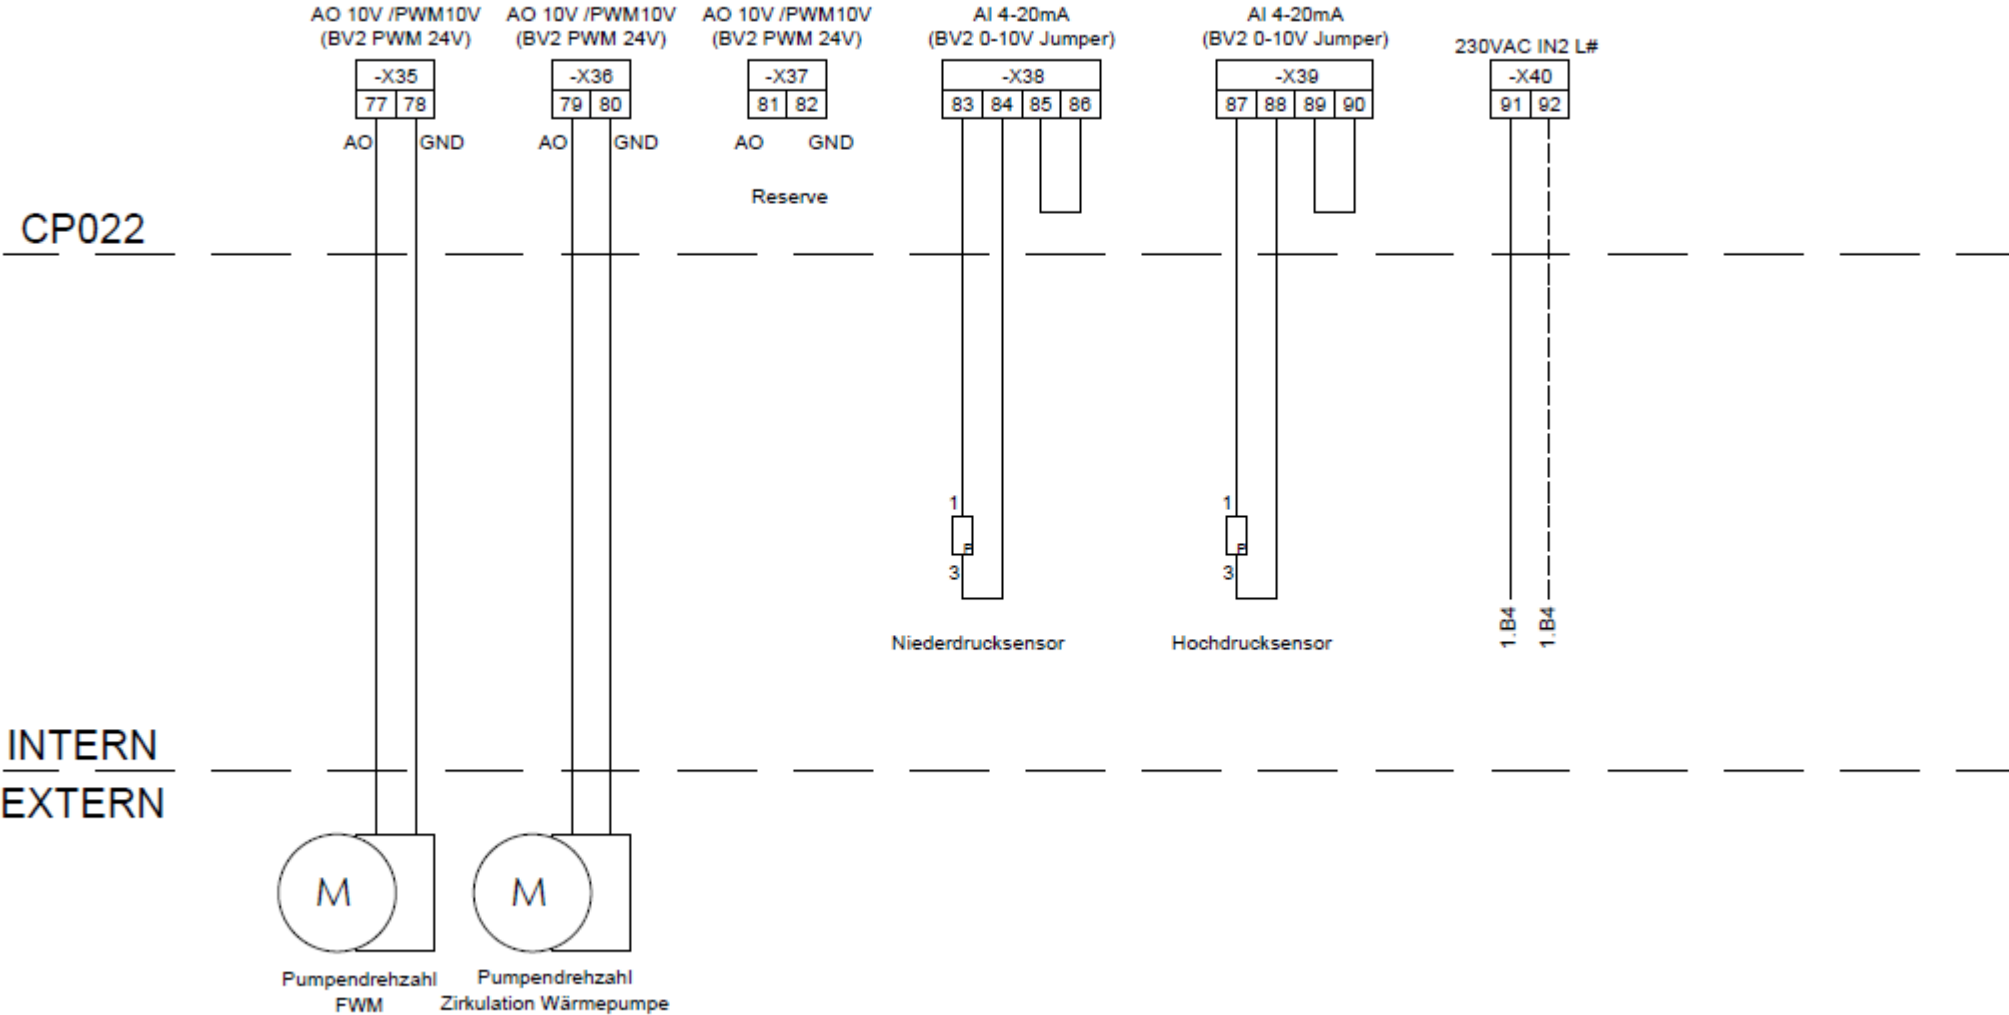 AO 10V /PWM10V AO 10V /PWM10V AO 10V /PWM10V AI 4-20mA AI 4-20mA
(BV2 PWM 24V) (BV2 PWM 24V) (BV2 PWM 24V) (BV2 0-10V Jumper) (BV2 0-10V Jumper) 230VAC IN2 L#
-X35 -X36 -X37 -X38 -X39 -X40
77 78 79 80 81 82 83 84 85 86 87 88 89 90 91 92
AO GND AO GND AO GND
Reserve
CP022
1 1
P P
3 3
1.B4 1.B4
Niederdrucksensor Hochdrucksensor
INTERN
EXTERN
M M
Pumpendrehzahl Pumpendrehzahl
FWM Zirkulation Wärmepumpe